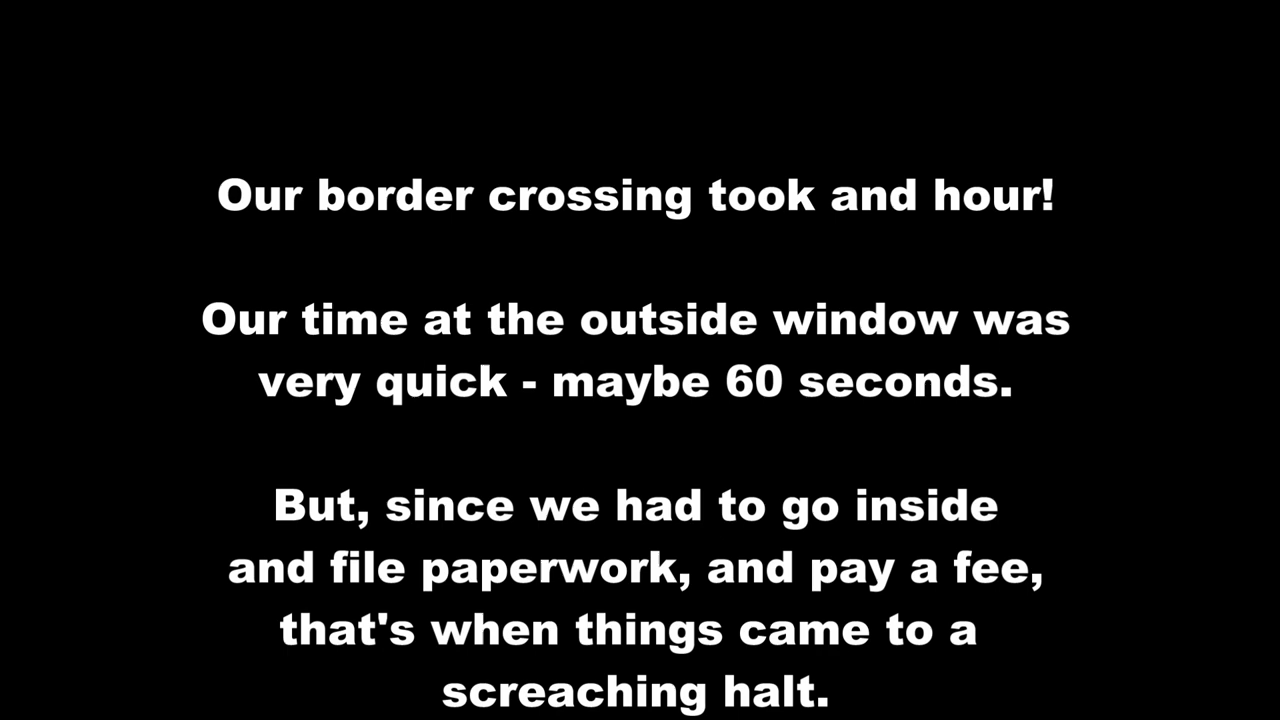 Our border crossing took and hour!
Our time at the outside window was
very quick - maybe 60 seconds.
But, since we had to go inside
and file paperwork, and pay a fee,
that's when things came to a
screaching halt.